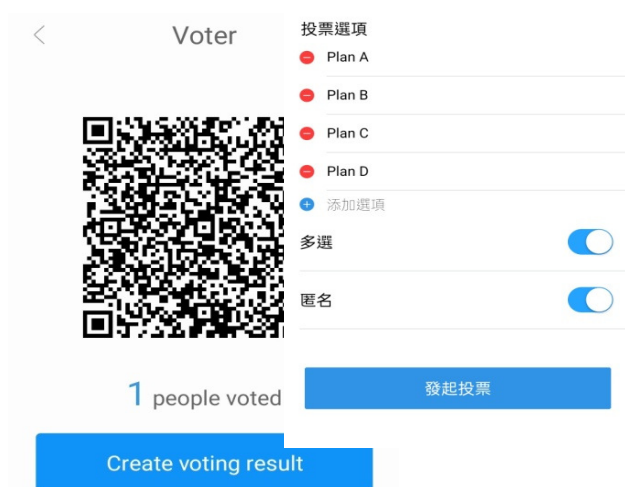 Voter
1 people voted
Create voting result
投票選項
Plan A
Plan B
Plan C
Plan D
添加選項
多選
匿名
發起投票